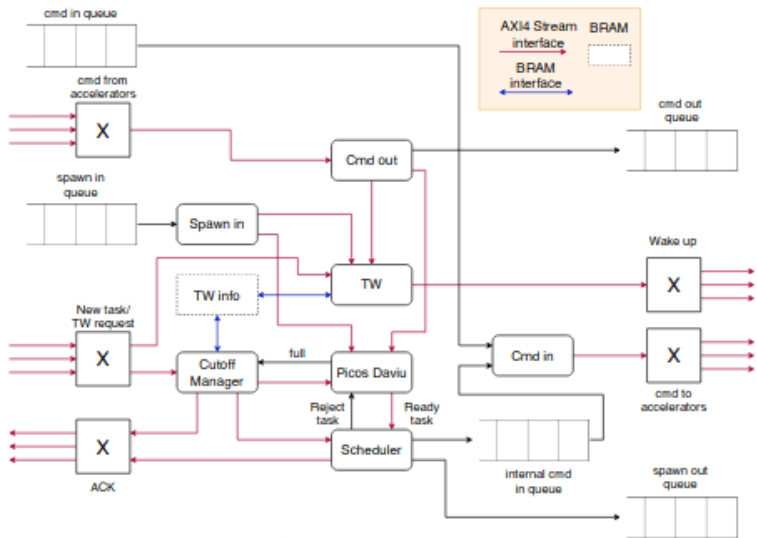 cmd in queue
AXI4 Stream
interface
BRAM
BRAM
interface
cmd from
accelerators
X
cmd out
queue
Cmd out
spawn in
queue
Spawn in
Wake up
TW info
TW
X
New task/
TW request
X
full
Cutoff
Manager
Picos Daviu
Cmd in
X
cmd to
accelerators
Reject
task
Ready
task
X
Scheduler
ACK
internal cmd
in queue
spawn out
queue